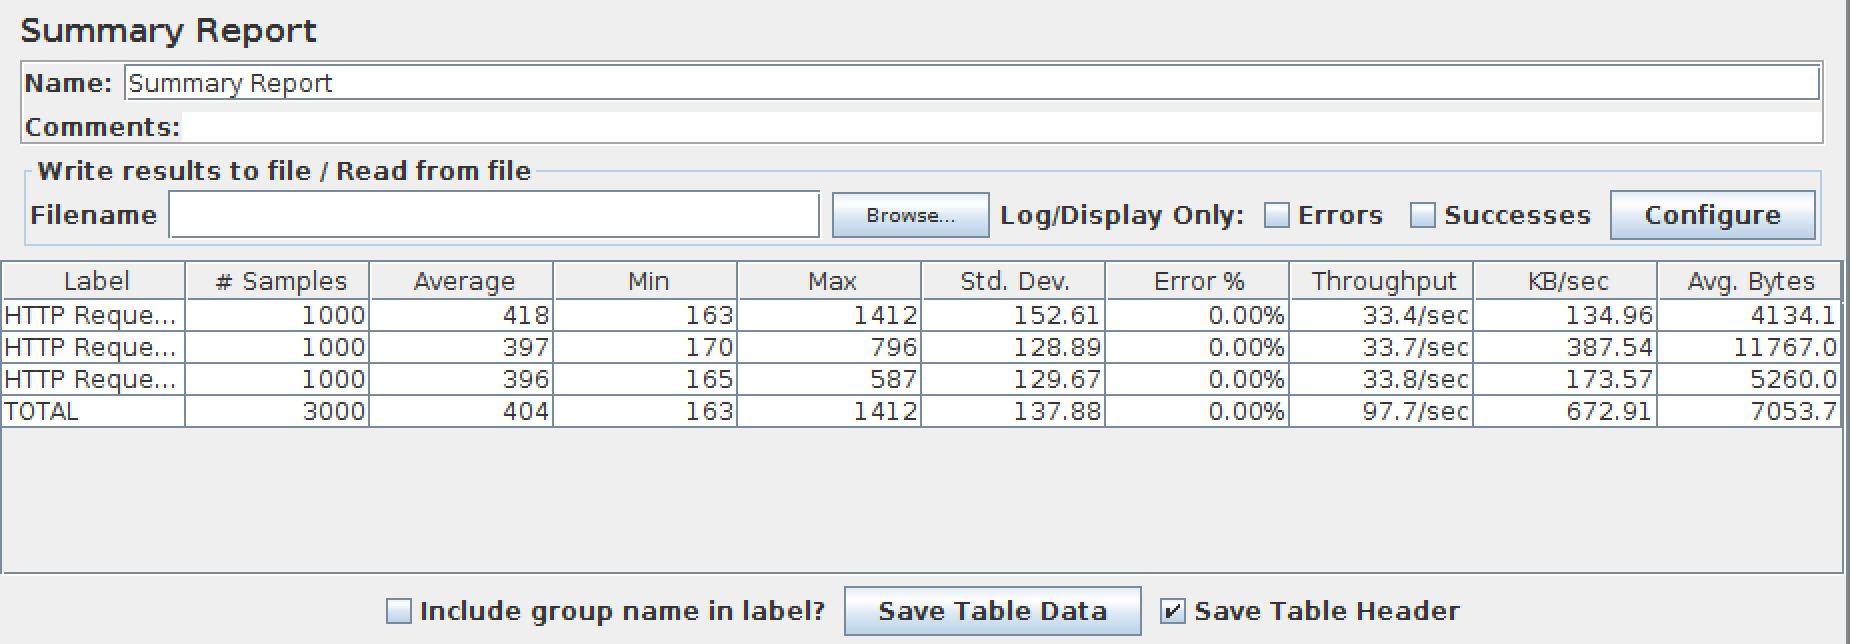 Summary Report
Name: Summary Report
Comments:
Write results to file / Read from file
Filename Browse... Log/Display Only: Errors Successes Configure
Label # Samples Average Min Max Std. Dev. Error % Throughput KB/sec Avg. Bytes
HTTP Reque... 1000 418 163 1412 152.61 0.00% 33.4/sec 134.96 4134.1
HTTP Reque... 1000 397 170 796 128.89 0.00% 33.7/sec 387.54 11767.0
HTTP Reque... 1000 396 165 587 129.67 0.00% 33.8/sec 173.57 5260.0
TOTAL 3000 404 163 1412 137.88 0.00% 97.7/sec 672.91 7053.7
Include group name in label? Save Table Data Save Table Header